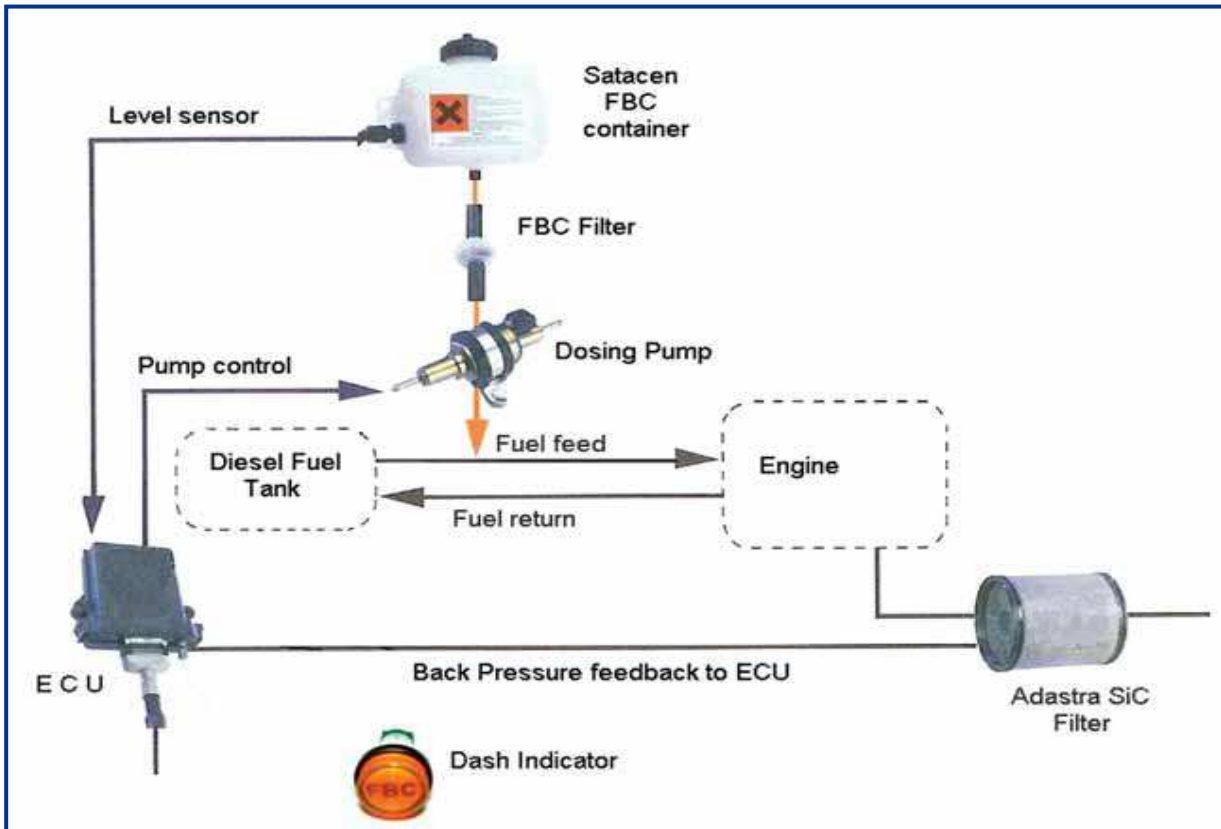 Satacen
FBC
container
Level sensor
FBC Filter
Dosing Pump
Pump control
Fuel feed
Diesel Fuel
Tank
Engine
Fuel return
Back Pressure feedback to ECU
E C U
Adastra SiC
Filter
Dash Indicator
FBC